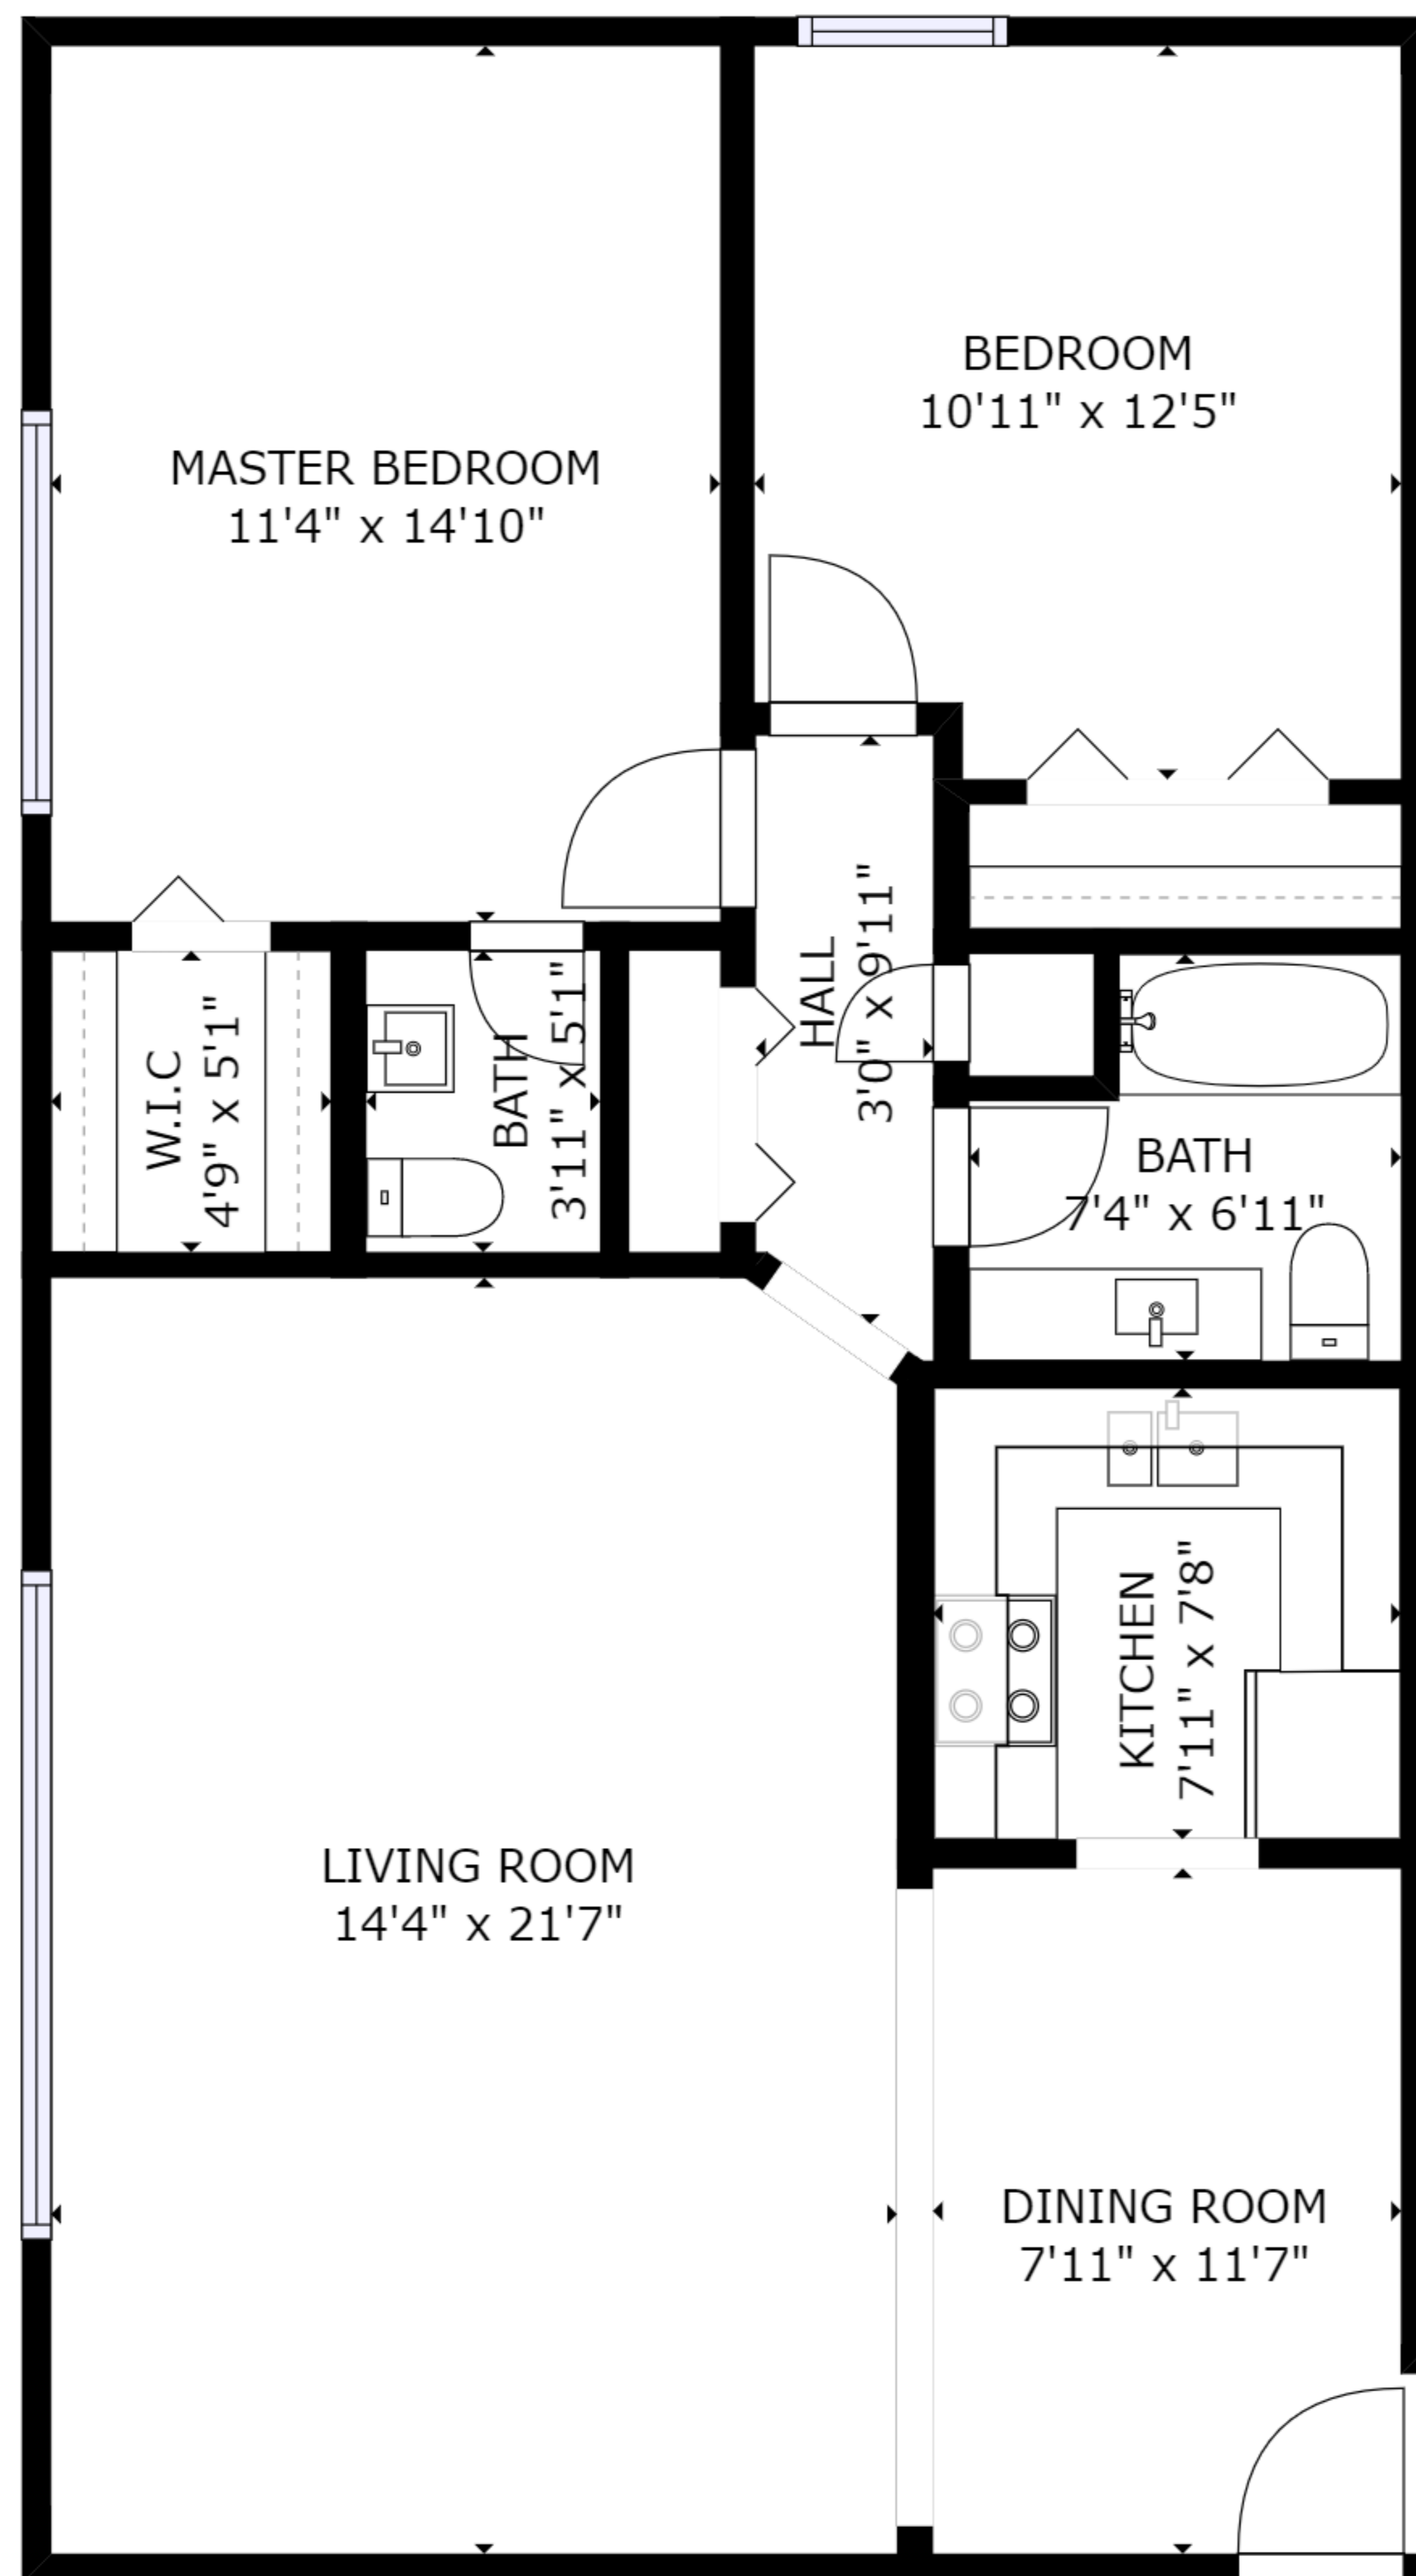 BEDROOM
10'11" x 12'5"
MASTER BEDROOM
11'4" x 14'10"
HALL
3'0" x 9'11"
W.I.C
4'9" x 5'1"
BATH
3'11" x 5'1"
BATH
7'4" x 6'11"
KITCHEN
7'11" x 7'8"
LIVING ROOM
14'4" x 21'7"
DINING ROOM
7'11" x 11'7"